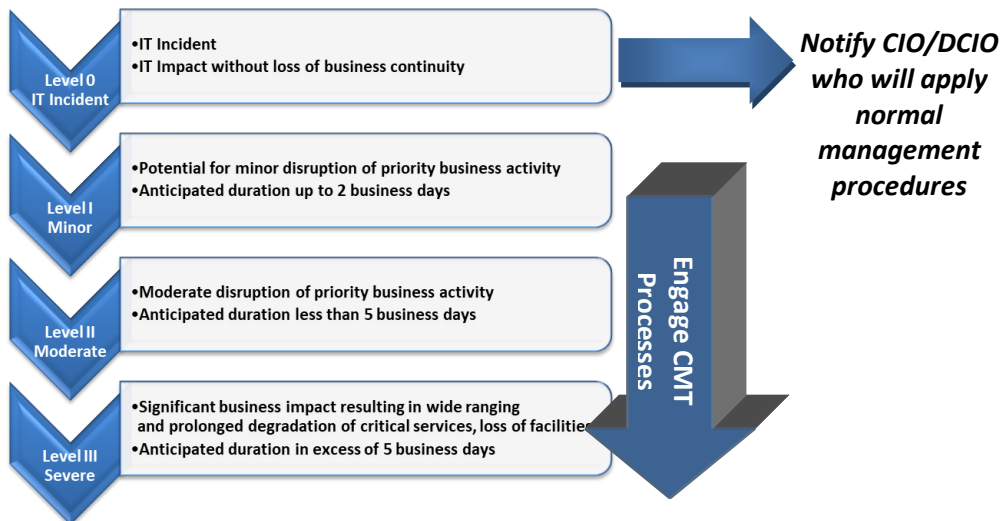 Level 0
IT Incident
•IT Incident
•IT Impact without loss of business continuity
Notify CIO/DCIO
who will apply
normal
management
procedures
Level I
Minor
•Potential for minor disruption of priority business activity
•Anticipated duration up to 2 business days
Level II
Moderate
•Moderate disruption of priority business activity
•Anticipated duration less than 5 business days
Level III
Severe
•Significant business impact resulting in wide ranging
and prolonged degradation of critical services, loss of facilities
•Anticipated duration in excess of 5 business days
Engage CMT
Processes